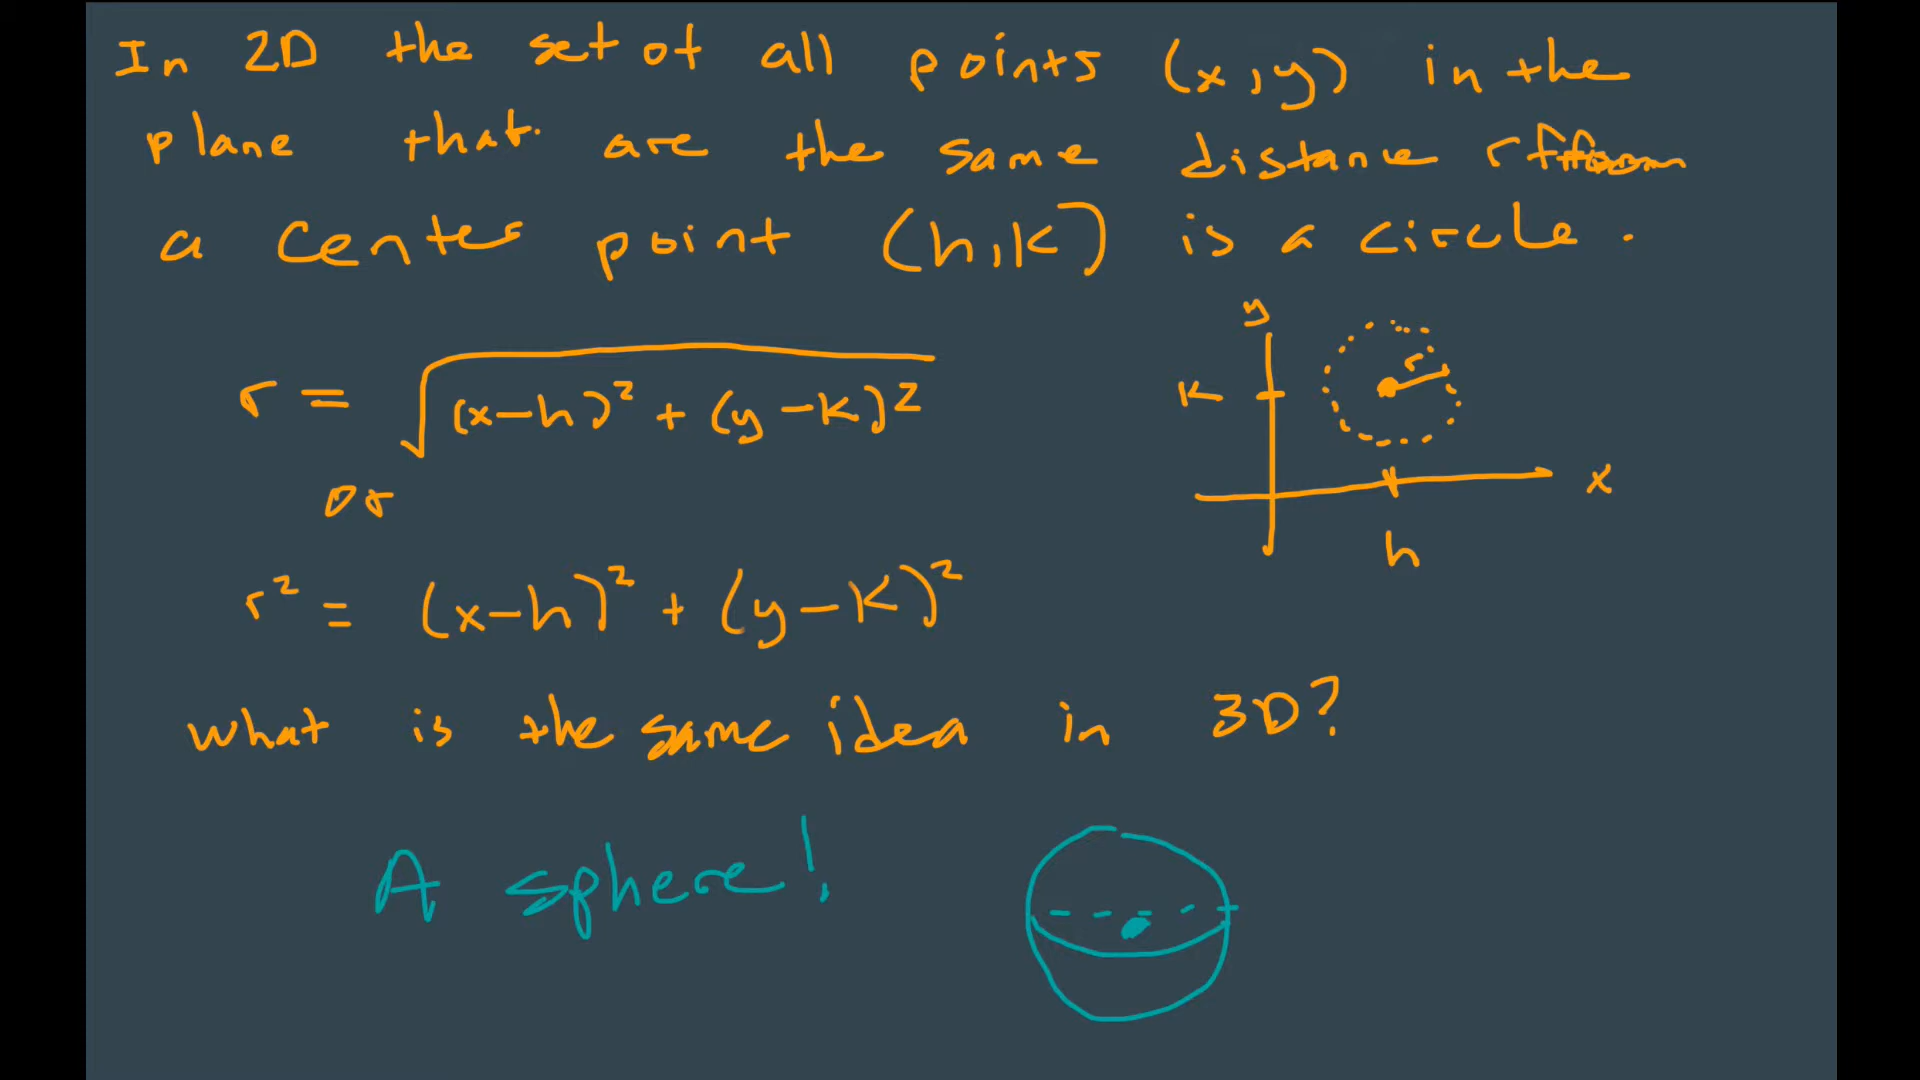 In 2D the set of all points (x,y) in the
plane that are the same distance r from
a center point (h,k) is a circle.
y
r = √(x-h)² + (y-k)²
r
K
x
or
h
r² = (x-h)² + (y-K)²
what is the same idea in 3D?
A sphere!